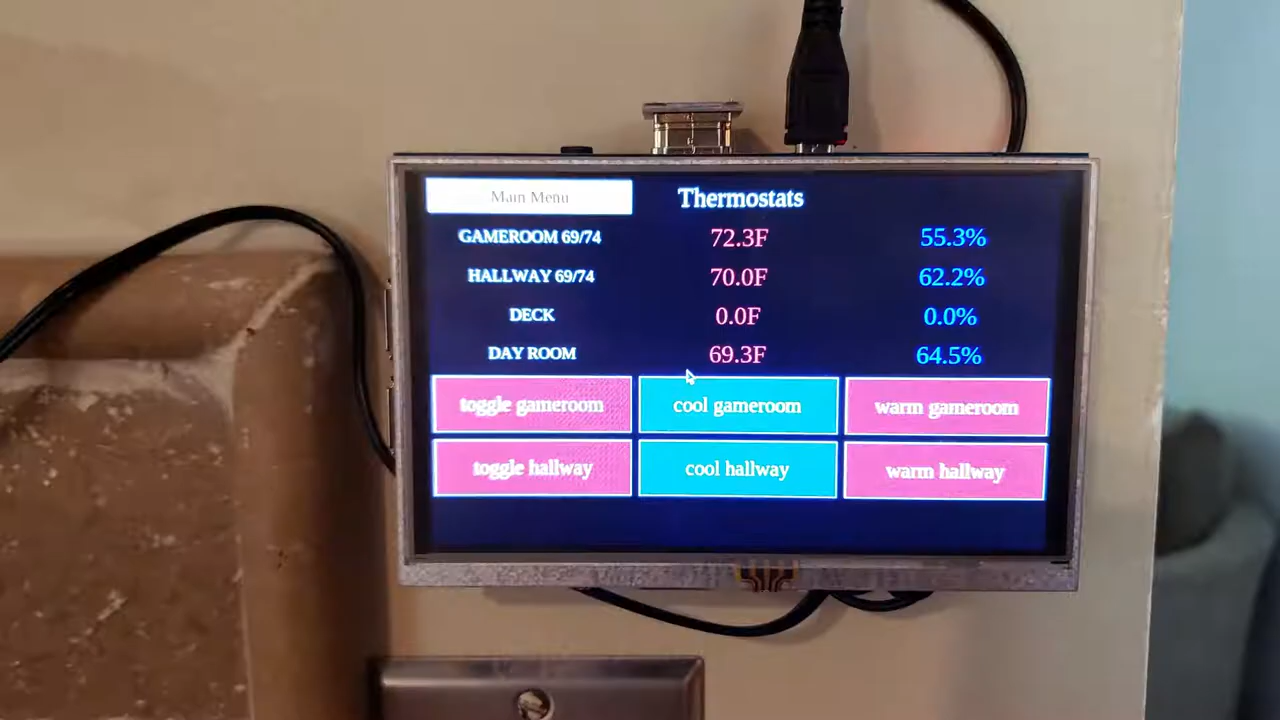 Main Menu Thermostats
GAMEROOM 69/74 72.3F 55.3%
HALLWAY 69/74 70.0F 62.2%
DECK 0.0F 0.0%
DAY ROOM 69.3F 64.5%
toggle gameroom cool gameroom warm gameroom
toggle hallway cool hallway warm hallway